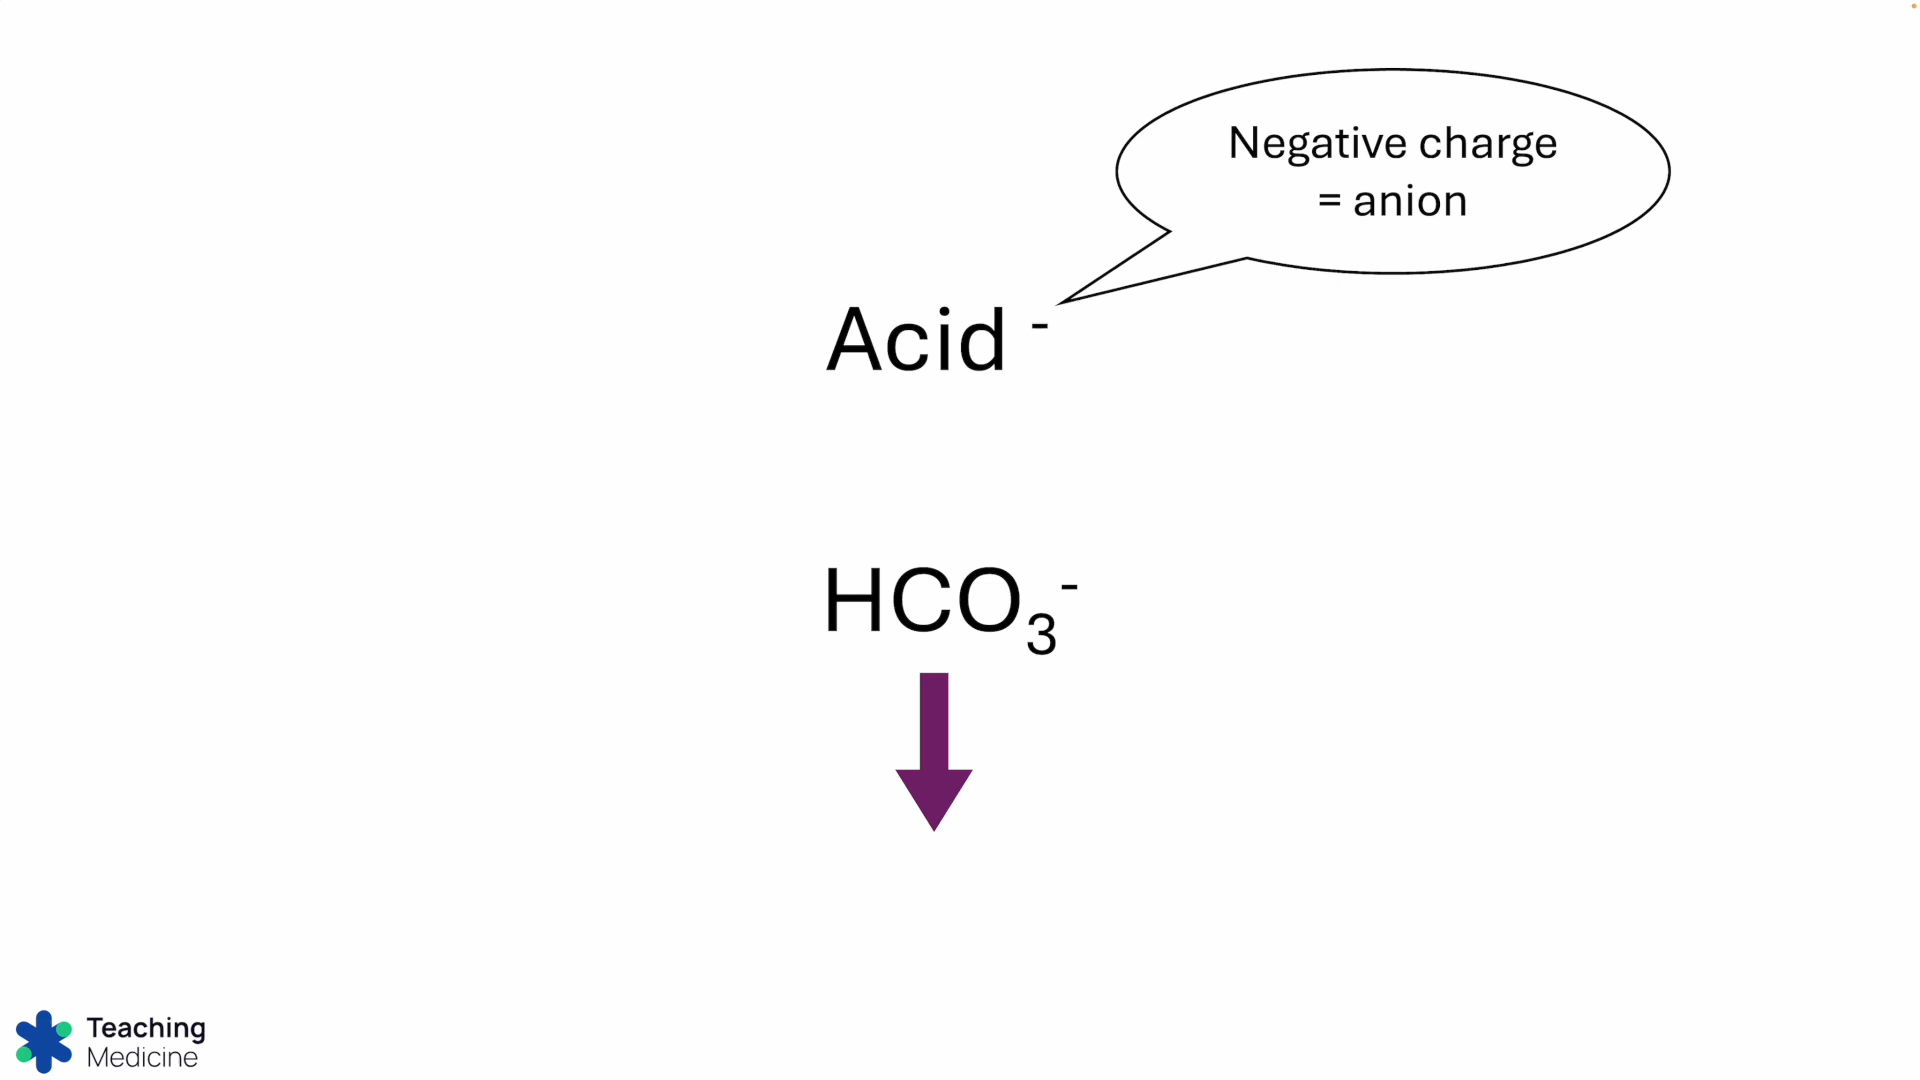 Negative charge
= anion
Acid -
HCO₃⁻
Teaching
Medicine